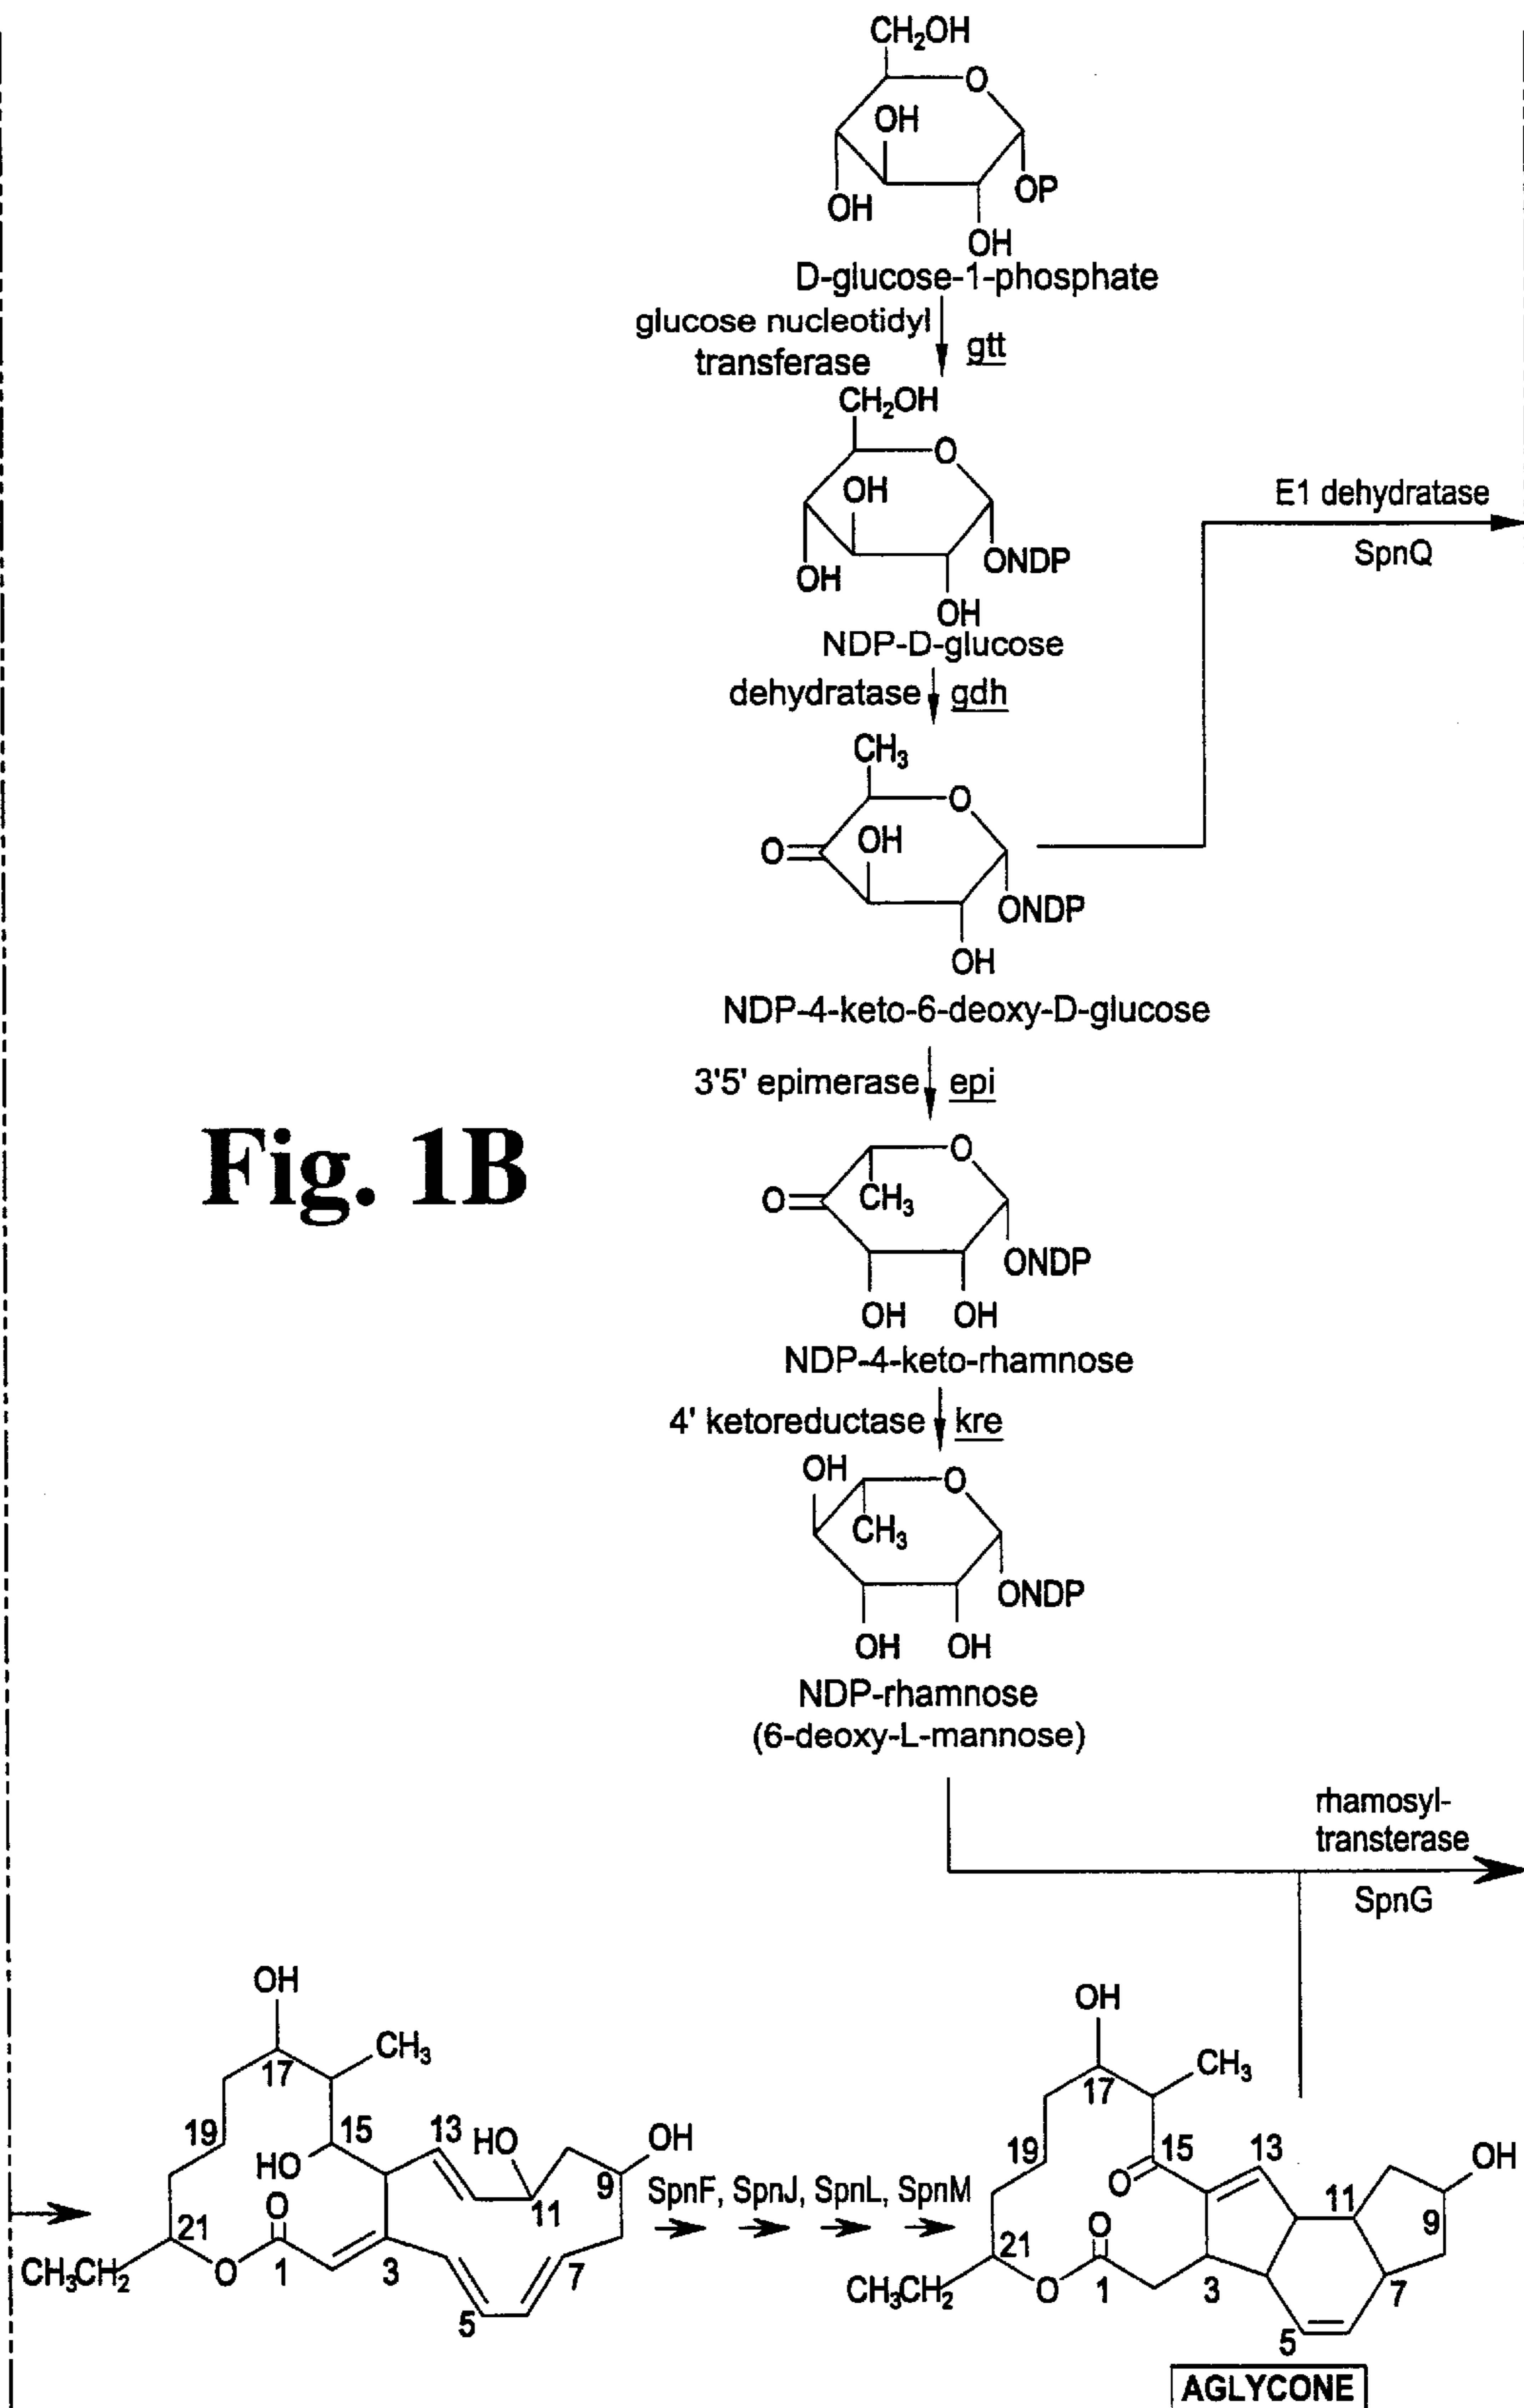 CH₂OH
O
OH
OP
OH
OH
D-glucose-1-phosphate
glucose nucleotidyl
transferase
gtt
CH₂OH
O
OH
ONDP
OH
OH
NDP-D-glucose
E1 dehydratase
SpnQ
dehydratase
gdh
CH₃
O
O
OH
ONDP
OH
NDP-4-keto-6-deoxy-D-glucose
3'5' epimerase
epi
Fig. 1B
O
O
CH₃
ONDP
OH OH
NDP-4-keto-rhamnose
4' ketoreductase
kre
OH
O
CH₃
ONDP
OH OH
NDP-rhamnose
(6-deoxy-L-mannose)
rhamosyl-
transterase
SpnG
OH
CH₃
17
19
15
HO
13
HO
OH
9
11
O
21
CH₃CH₂
O
1
3
5
7
SpnF, SpnJ, SpnL, SpnM
OH
CH₃
17
19
15
O
13
OH
11
9
O
21
CH₃CH₂
O
1
3
5
7
AGLYCONE